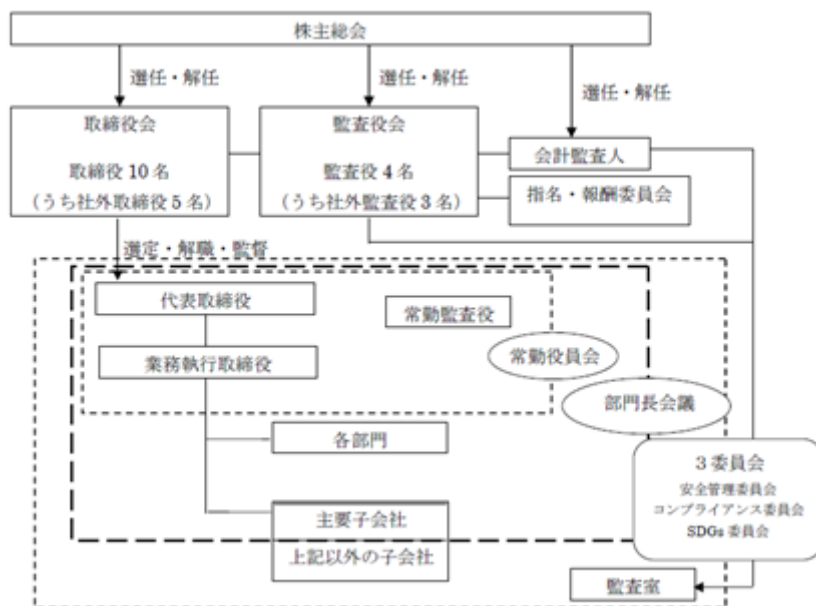 株主総会
選任・解任
選任・解任
選任・解任
取締役会
取締役 10 名
(うち社外取締役 5 名)
監査役会
監査役 4 名
(うち社外監査役 3 名)
会計監査人
指名・報酬委員会
選定・解職・監督
代表取締役
常勤監査役
業務執行取締役
常勤役員会
部門長会議
各部門
3 委員会
安全管理委員会
コンプライアンス委員会
SDGs 委員会
主要子会社
上記以外の子会社
監査室